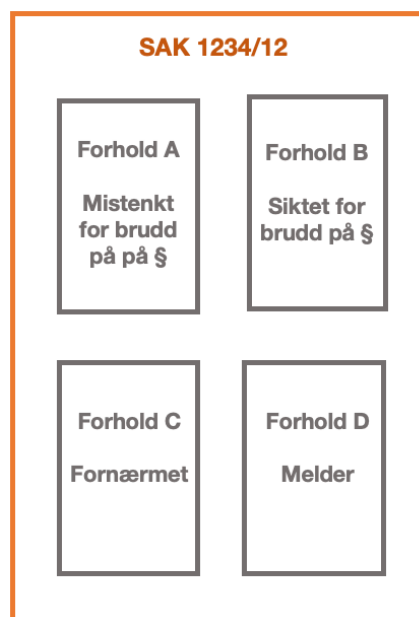 SAK 1234/12
Forhold A
Mistenkt
for brudd
på på §
Forhold B
Siktet for
brudd på §
Forhold C
Fornærmet
Forhold D
Melder